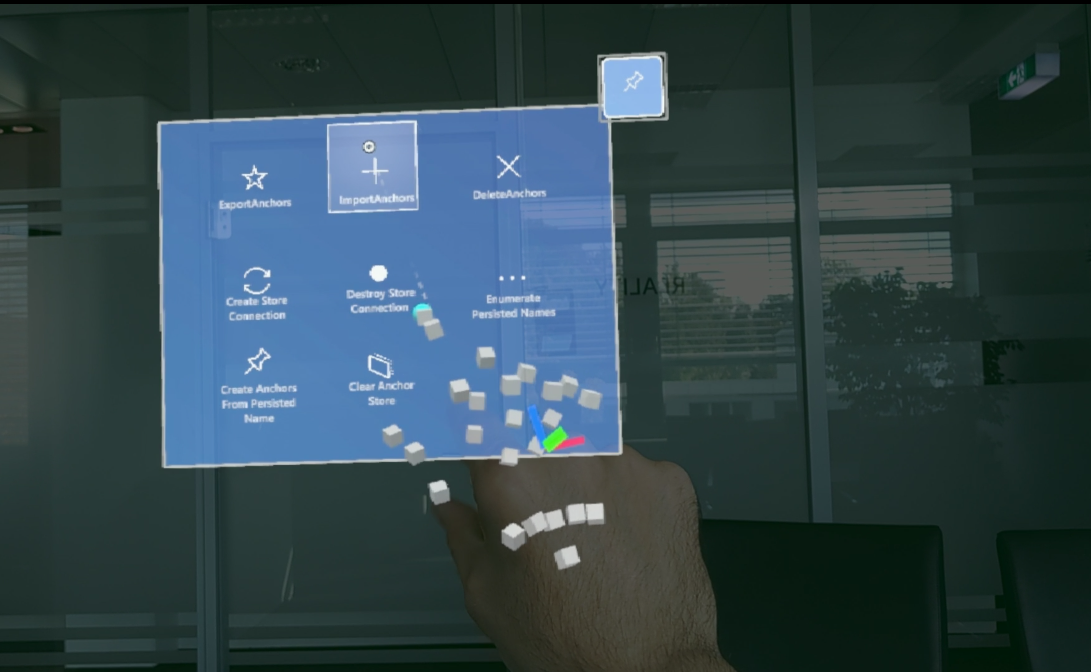 ExportAnchors
ImportAnchors
DeleteAnchors
Create Store
Connection
Destroy Store
Connection
Enumerate
Persisted Names
Create Anchors
From Persisted
Name
Clear Anchor
Store
REALITY